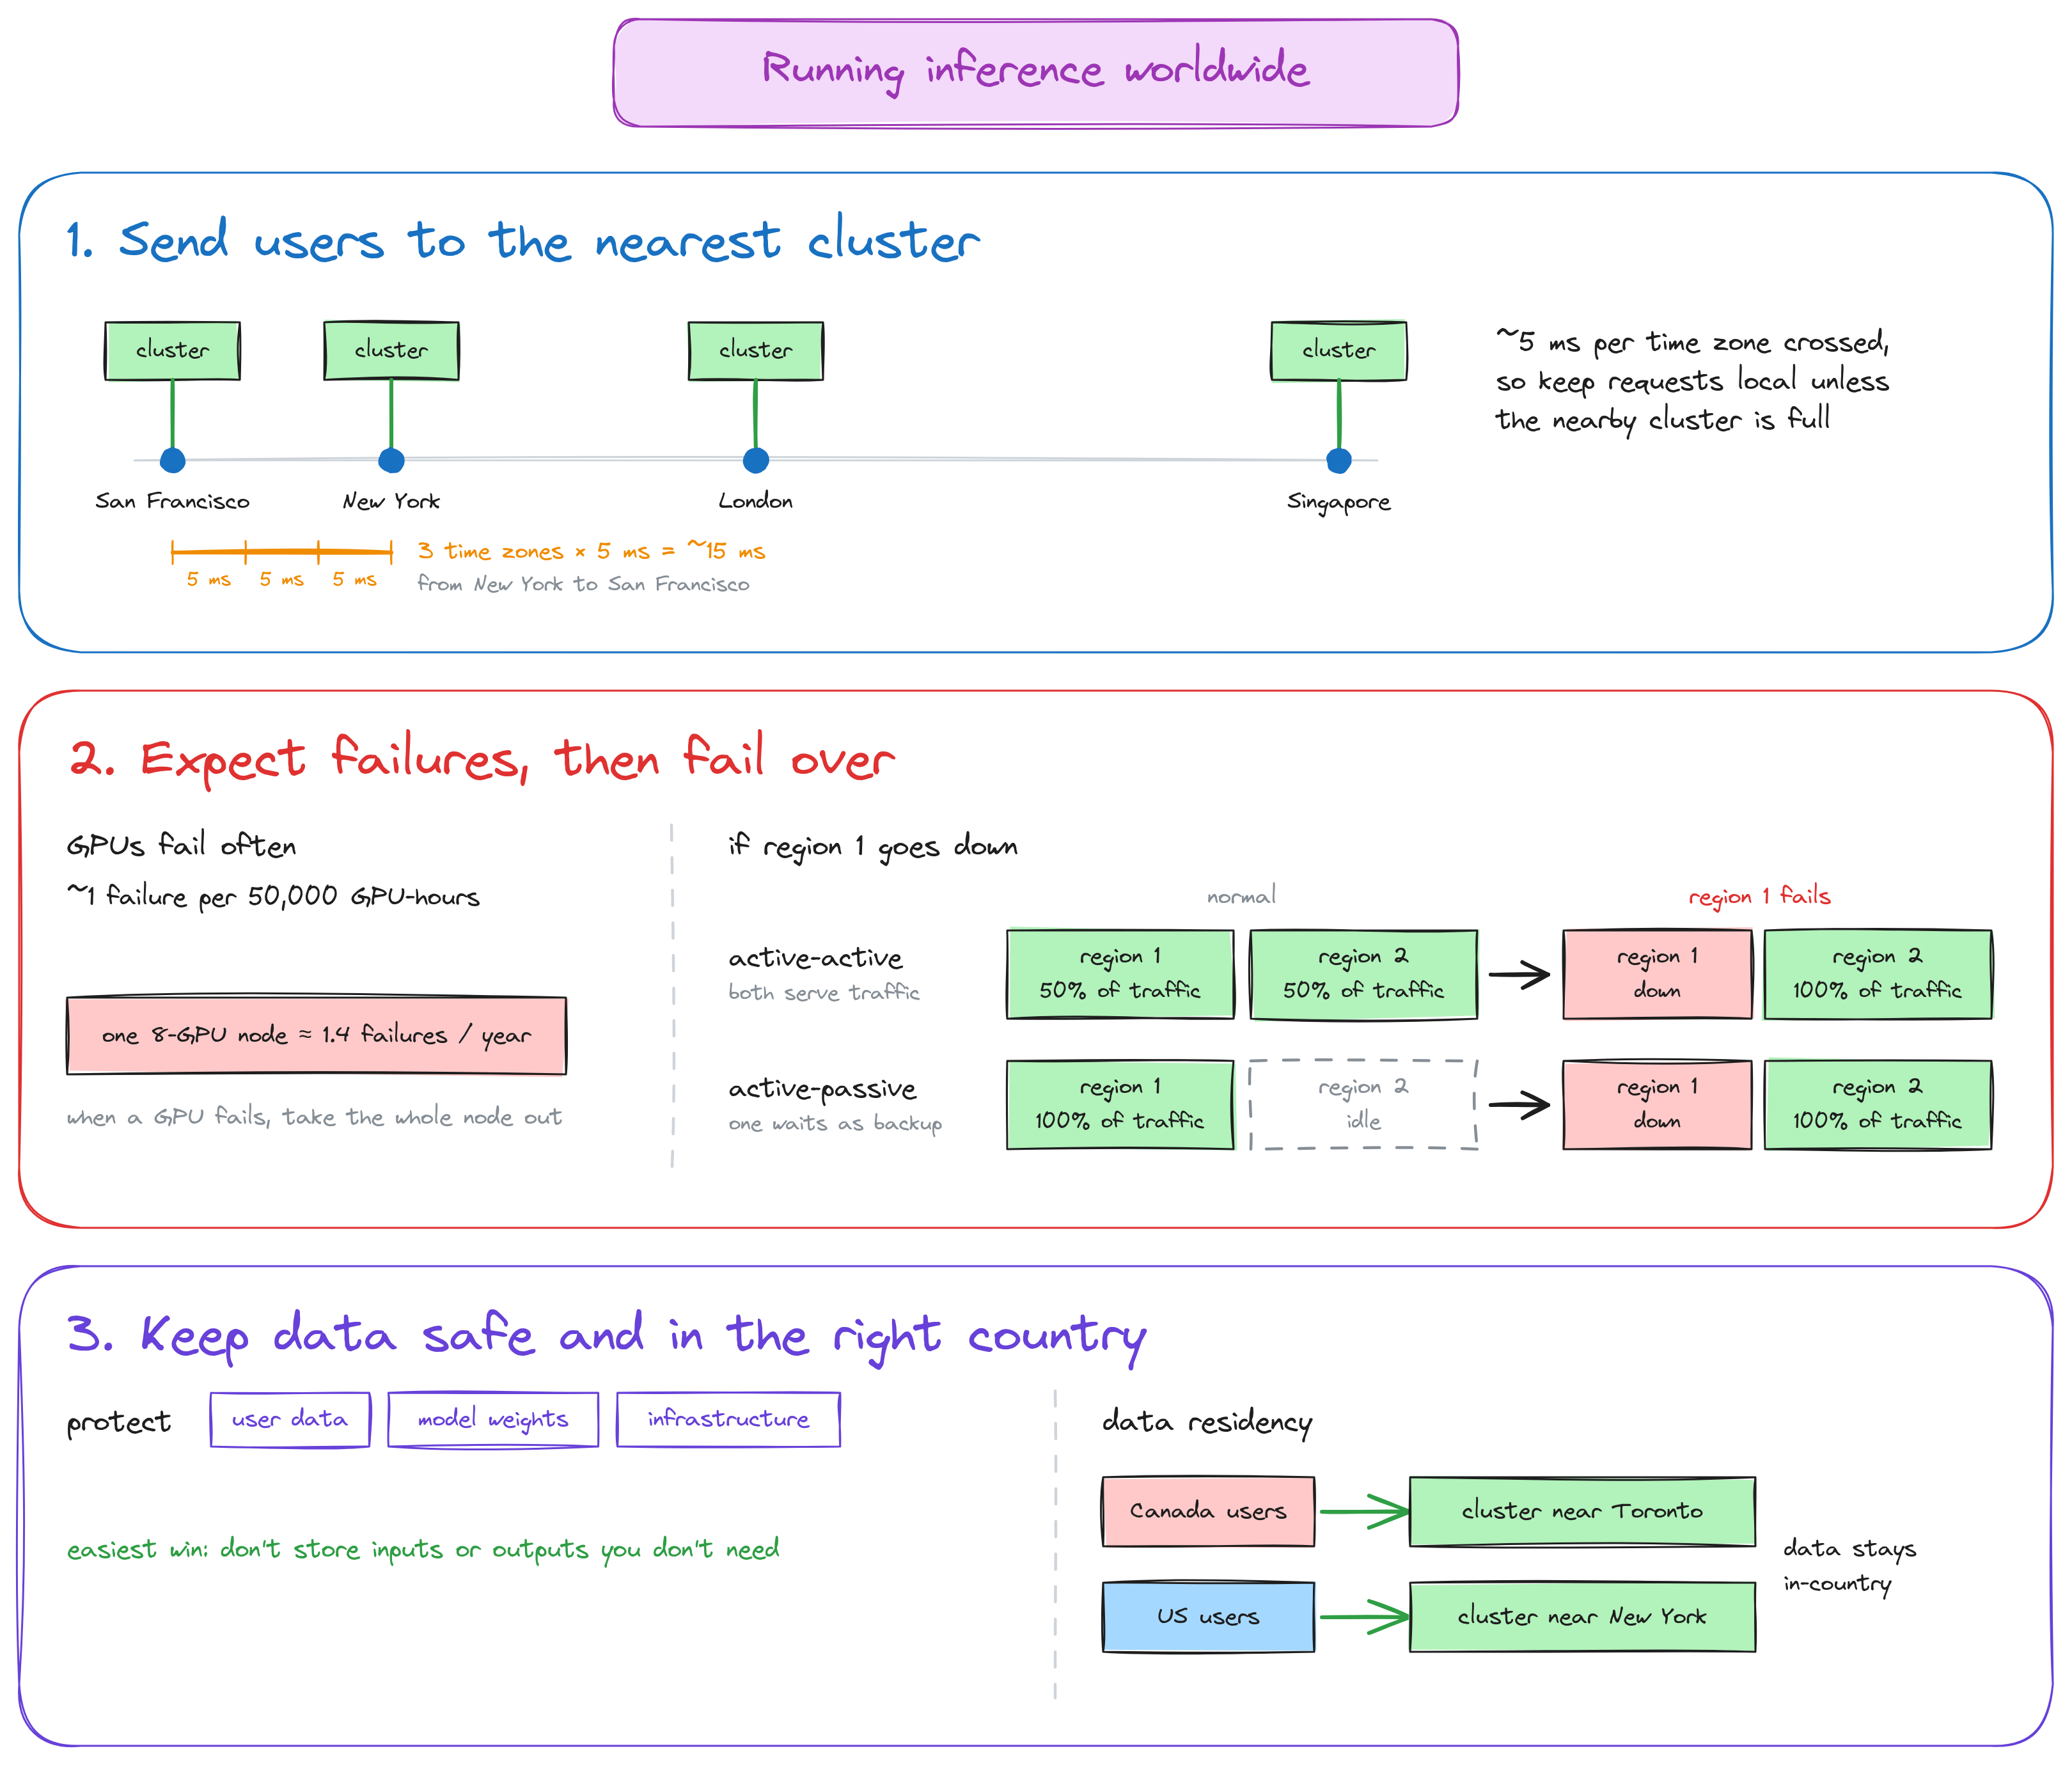 Running inference worldwide
1. Send users to the nearest cluster
cluster
cluster
cluster
cluster
San Francisco
New York
London
Singapore
~5 ms per time zone crossed,
so keep requests local unless
the nearby cluster is full
5 ms
5 ms
5 ms
3 time zones × 5 ms = ~15 ms
from New York to San Francisco
2. Expect failures, then fail over
GPUs fail often
~1 failure per 50,000 GPU-hours
one 8-GPU node ≈ 1.4 failures / year
when a GPU fails, take the whole node out
if region 1 goes down
normal
region 1 fails
active-active
both serve traffic
region 1
50% of traffic
region 2
50% of traffic
region 1
down
region 2
100% of traffic
active-passive
one waits as backup
region 1
100% of traffic
region 2
idle
region 1
down
region 2
100% of traffic
3. Keep data safe and in the right country
protect
user data
model weights
infrastructure
easiest win: don't store inputs or outputs you don't need
data residency
Canada users
cluster near Toronto
US users
cluster near New York
data stays
in-country